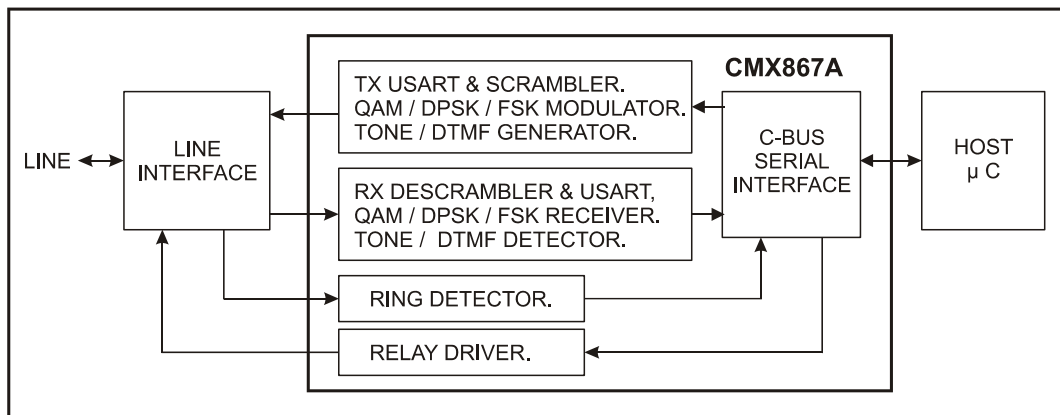 CMX867A
TX USART & SCRAMBLER.
QAM / DPSK / FSK MODULATOR.
TONE / DTMF GENERATOR.
LINE
LINE
INTERFACE
C-BUS
SERIAL
INTERFACE
HOST
µ C
RX DESCRAMBLER & USART,
QAM / DPSK / FSK RECEIVER.
TONE / DTMF DETECTOR.
RING DETECTOR.
RELAY DRIVER.